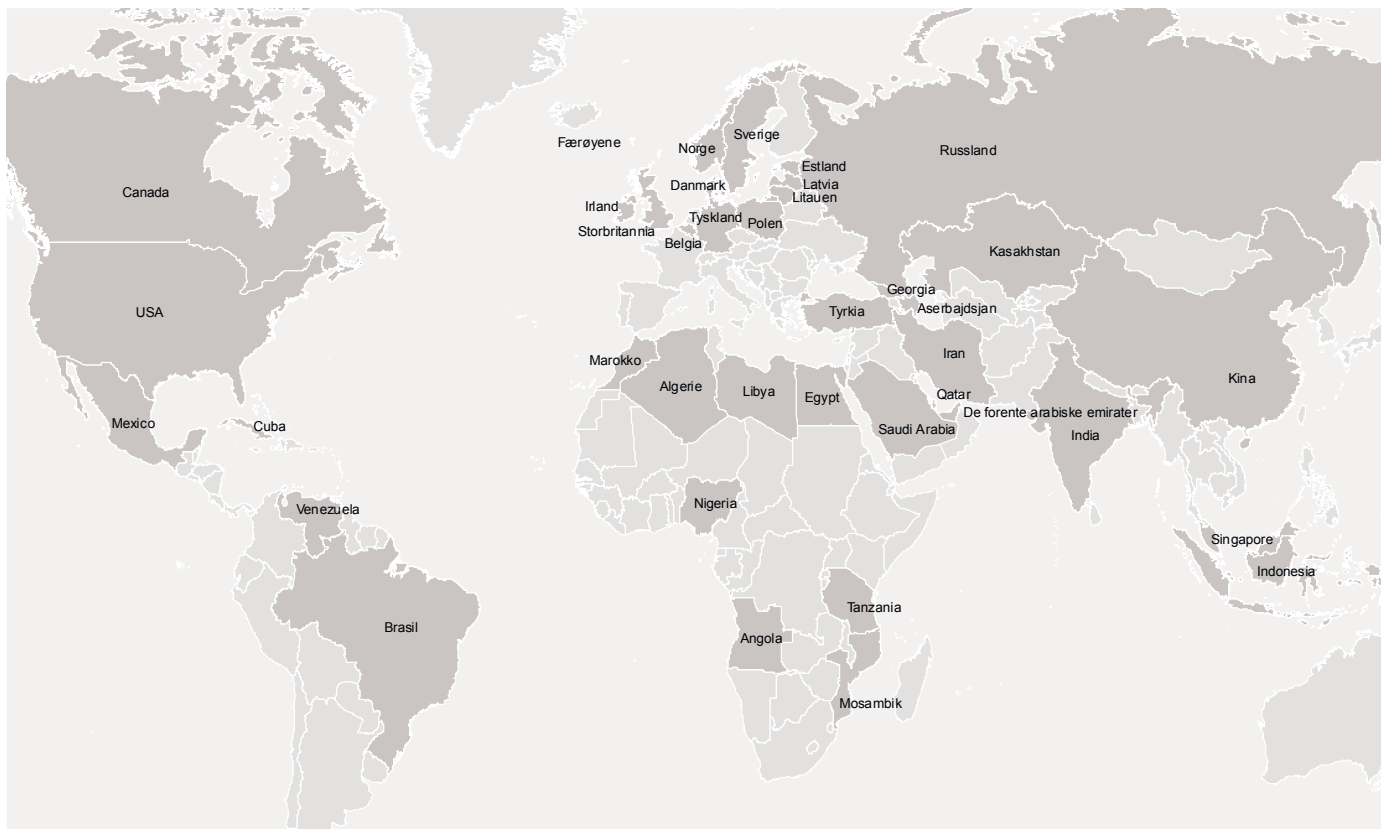 Færøyene
Sverige
Norge
Russland
Estland
Danmark
Latvia
Canada
Litauen
Irland
Tyskland
Polen
Storbritannia
Belgia
Kasakhstan
Georgia
Aserbajdsjan
USA
Tyrkia
Iran
Marokko
Kina
Algerie
Libya
Qatar
Egypt
De forente arabiske emirater
Mexico
Cuba
Saudi Arabia
India
Nigeria
Venezuela
Singapore
Indonesia
Tanzania
Brasil
Angola
Mosambik